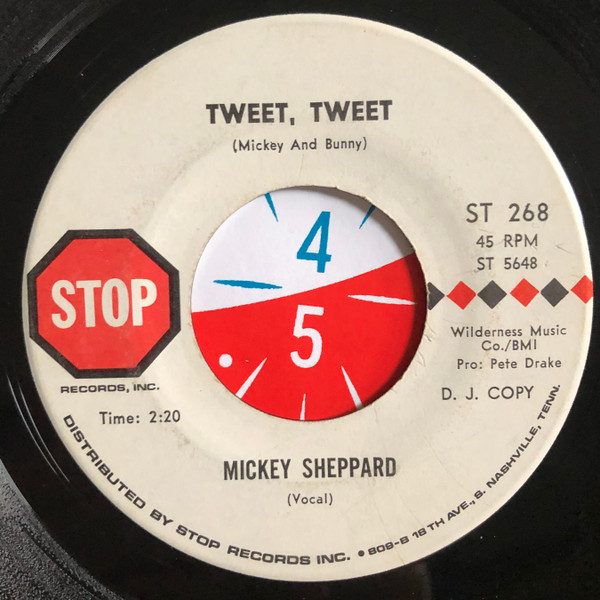 TWEET, TWEET
(Mickey And Bunny)
ST 268
45 RPM
ST 5648
4
5
STOP
RECORDS, INC.
Wilderness Music
Co./BMI
Pro: Pete Drake
D. J. COPY
Time: 2:20
MICKEY SHEPPARD
(Vocal)
DISTRIBUTED BY STOP RECORDS INC. • 809-B 18 TH AVE., S. NASHVILLE, TENN.